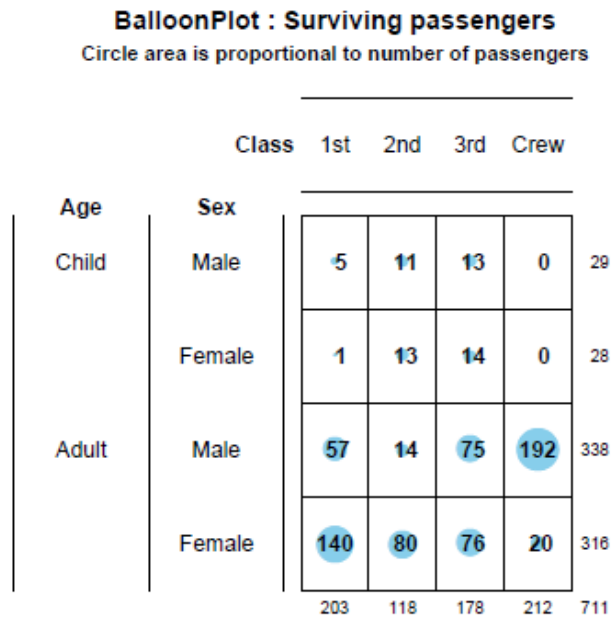 BalloonPlot : Surviving passengers
Circle area is proportional to number of passengers
Class 1st 2nd 3rd Crew
Age Sex
Child Male 5 11 13 0 29
Female 1 13 14 0 28
Adult Male 57 14 75 192 338
Female 140 80 76 20 316
203 118 178 212 711